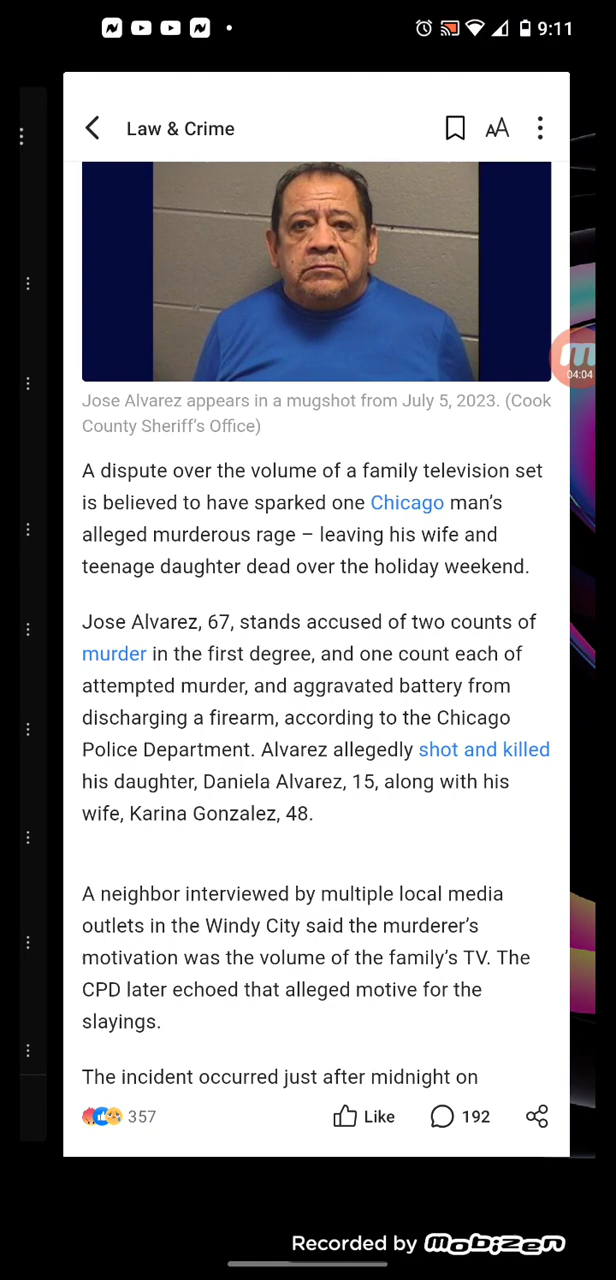 9:11
Law & Crime
AA
04:04
Jose Alvarez appears in a mugshot from July 5, 2023. (Cook
County Sheriff's Office)
A dispute over the volume of a family television set
is believed to have sparked one Chicago man's
alleged murderous rage – leaving his wife and
teenage daughter dead over the holiday weekend.
Jose Alvarez, 67, stands accused of two counts of
murder in the first degree, and one count each of
attempted murder, and aggravated battery from
discharging a firearm, according to the Chicago
Police Department. Alvarez allegedly shot and killed
his daughter, Daniela Alvarez, 15, along with his
wife, Karina Gonzalez, 48.
A neighbor interviewed by multiple local media
outlets in the Windy City said the murderer's
motivation was the volume of the family's TV. The
CPD later echoed that alleged motive for the
slayings.
The incident occurred just after midnight on
357 Like 192
Recorded by mobizen